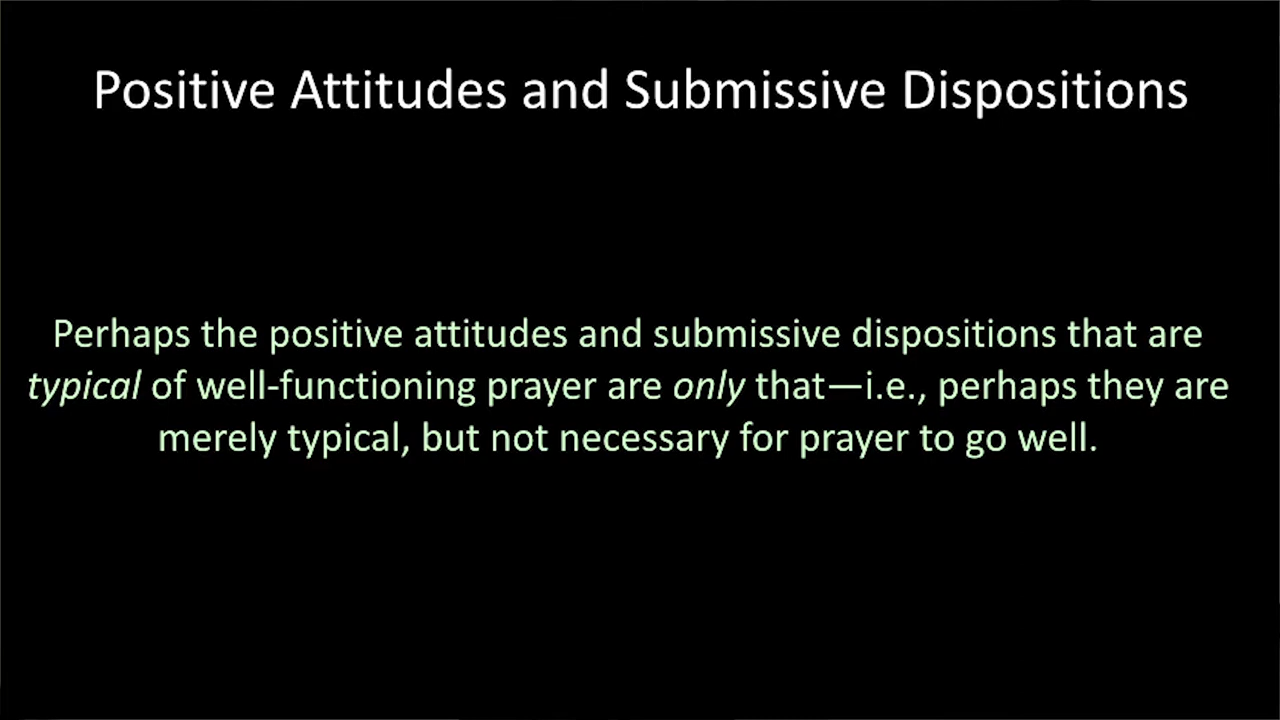 Positive Attitudes and Submissive Dispositions
Perhaps the positive attitudes and submissive dispositions that are
typical of well-functioning prayer are only that—i.e., perhaps they are
merely typical, but not necessary for prayer to go well.